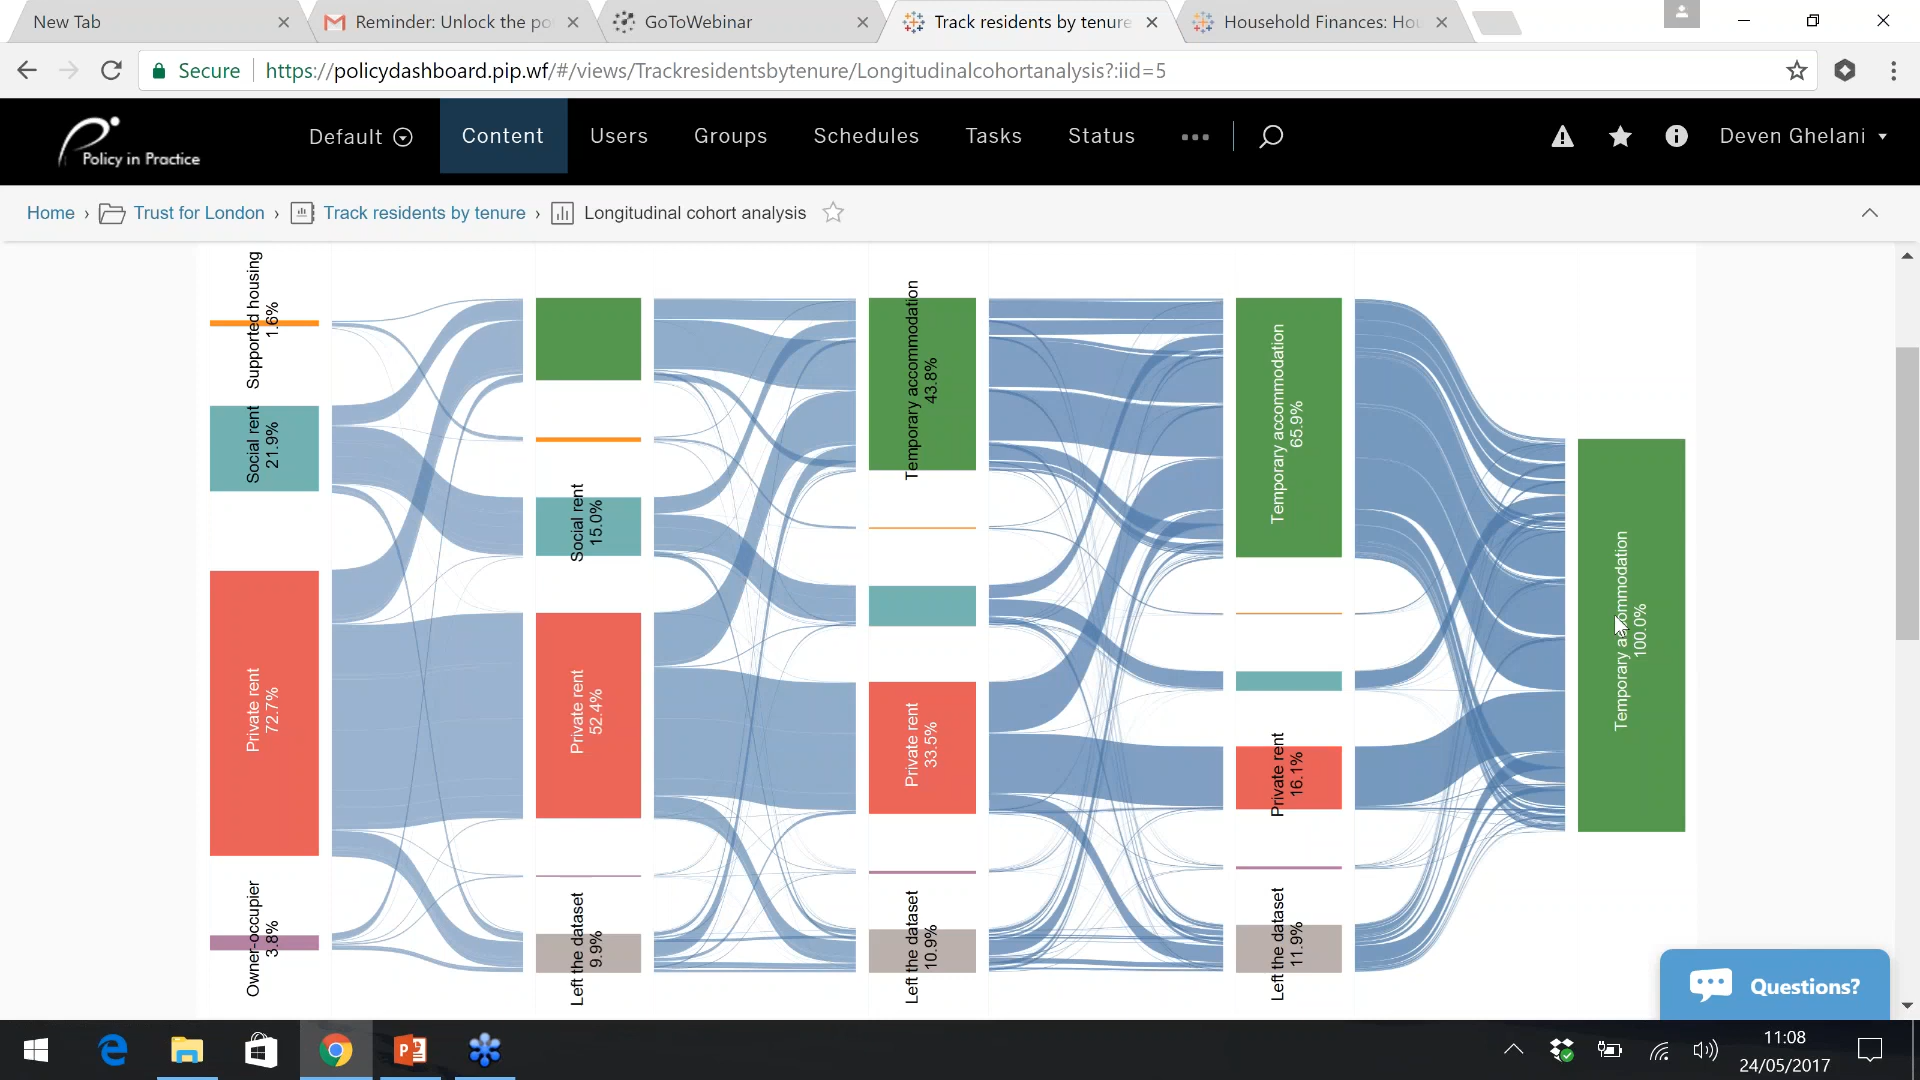 New Tab
Reminder: Unlock the po
GoToWebinar
Track residents by tenure
Household Finances: Hou
Secure
https://policydashboard.pip.wf/#/views/Trackresidentsbytenure/Longitudinalcohortanalysis?:iid=5
Policy in Practice
Default
Content
Users
Groups
Schedules
Tasks
Status
Deven Ghelani
Home › Trust for London › Track residents by tenure › Longitudinal cohort analysis
Supported housing
1.6%
Social rent
21.9%
Private rent
72.7%
Owner-occupier
3.8%
Social rent
15.0%
Private rent
52.4%
Left the dataset
9.9%
Temporary accommodation
43.8%
Private rent
33.5%
Left the dataset
10.9%
Temporary accommodation
65.9%
Private rent
16.1%
Left the dataset
11.9%
Temporary accommodation
100.0%
Questions?
11:08
24/05/2017